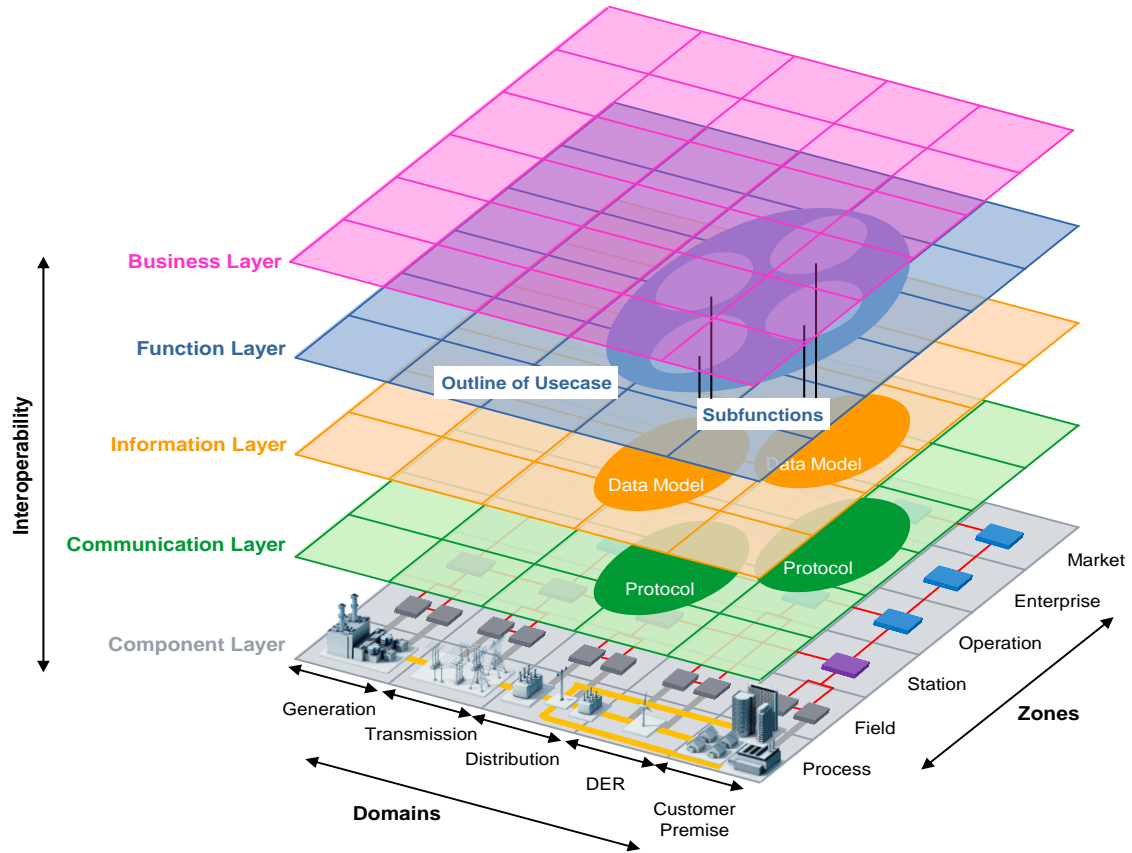 Business Layer
Function Layer
Outline of Usecase
Subfunctions
Information Layer
Data Model
Data Model
Communication Layer
Protocol
Protocol
Component Layer
Interoperability
Generation
Transmission
Distribution
DER
Customer
Premise
Domains
Process
Field
Station
Operation
Enterprise
Market
Zones